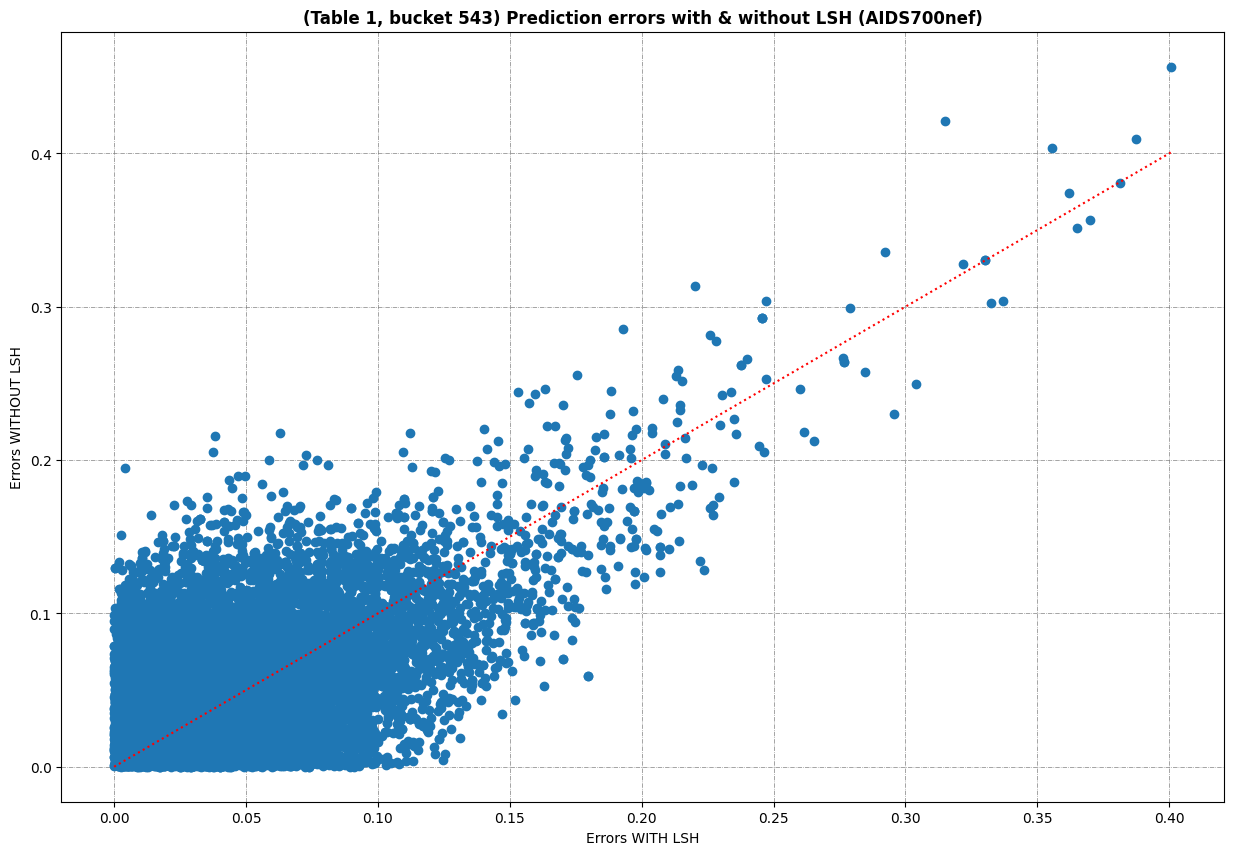 (Table 1, bucket 543) Prediction errors with & without LSH (AIDS700nef)
Errors WITHOUT LSH
0.4
0.3
0.2
0.1
0.0
0.00 0.05 0.10 0.15 0.20 0.25 0.30 0.35 0.40
Errors WITH LSH